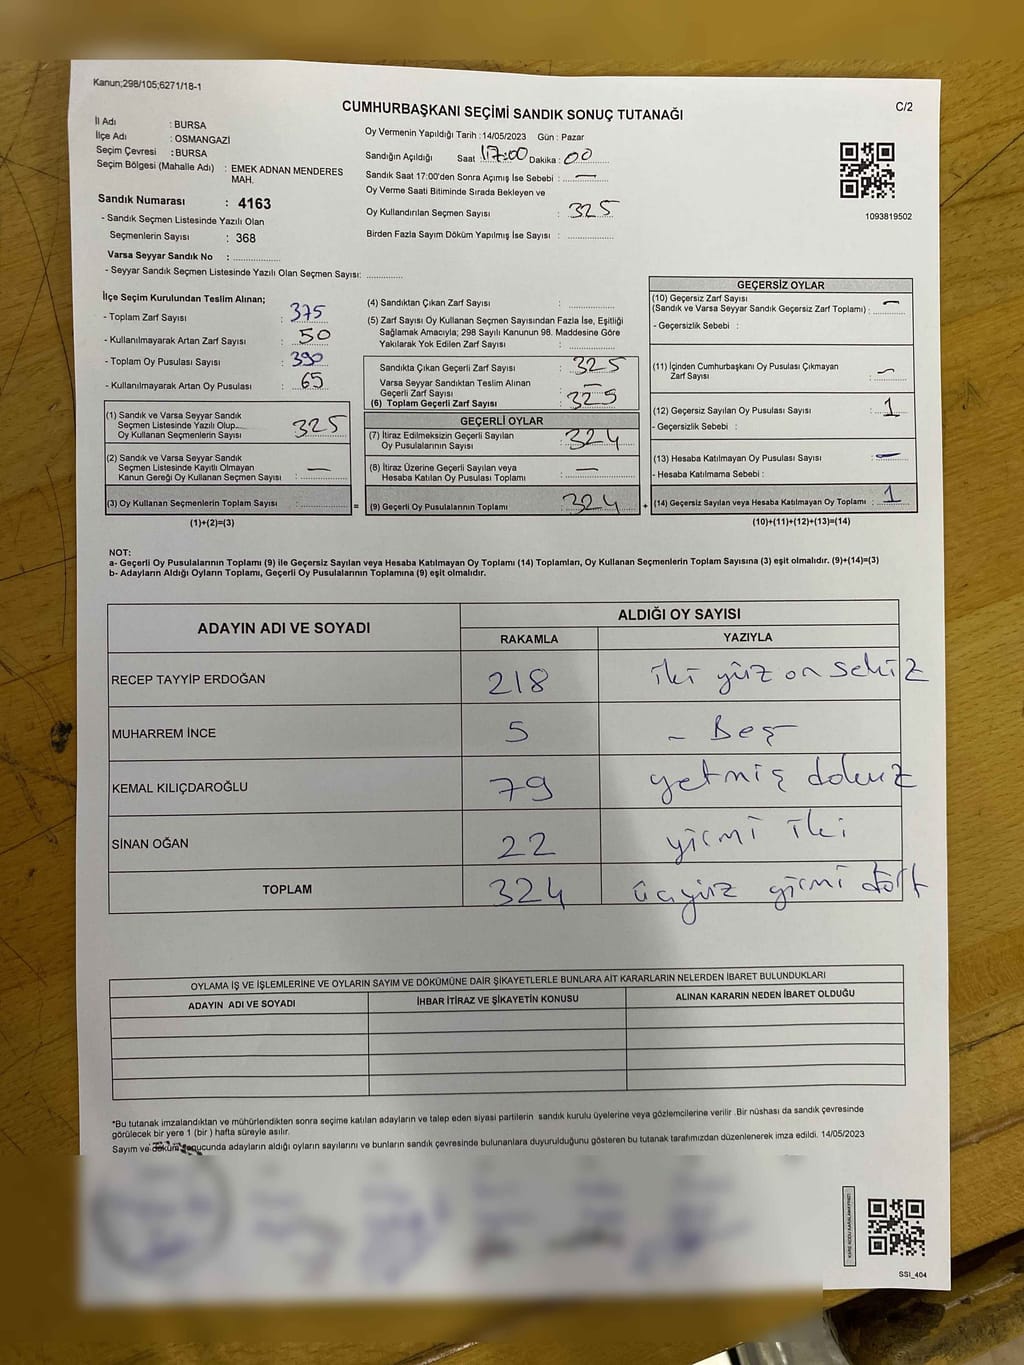 Kanun;298/105;6271/18-1
CUMHURBAŞKANI SEÇİMİ SANDIK SONUÇ TUTANAĞI
C/2
İl Adı : BURSA
İlçe Adı : OSMANGAZİ
Seçim Çevresi : BURSA
Seçim Bölgesi (Mahalle Adı) : EMEK ADNAN MENDERES MAH.
Sandık Numarası : 4163
- Sandık Seçmen Listesinde Yazılı Olan
Seçmenlerin Sayısı : 368
Varsa Seyyar Sandık No : ................
- Seyyar Sandık Seçmen Listesinde Yazılı Olan Seçmen Sayısı: ............
Oy Vermenin Yapıldığı Tarih :14/05/2023 Gün : Pazar
Sandığın Açıldığı Saat : 17:00 Dakika : 00
Sandık Saat 17:00'den Sonra Açımış İse Sebebi : —
Oy Verme Saati Bitiminde Sırada Bekleyen ve
Oy Kullandırılan Seçmen Sayısı : 325
Birden Fazla Sayım Döküm Yapılmış İse Sayısı : ................
1093819502
İlçe Seçim Kurulundan Teslim Alınan;
- Toplam Zarf Sayısı : 375
- Kullanılmayarak Artan Zarf Sayısı : 50
- Toplam Oy Pusulası Sayısı : 390
- Kullanılmayarak Artan Oy Pusulası : 65
(1) Sandık ve Varsa Seyyar Sandık
Seçmen Listesinde Yazılı Olup..
Oy Kullanan Seçmenlerin Sayısı : 325
(2) Sandık ve Varsa Seyyar Sandık
Seçmen Listesinde Kayıtlı Olmayan
Kanun Gereği Oy Kullanan Seçmen Sayısı : —
(3) Oy Kullanan Seçmenlerin Toplam Sayısı : ................ =
(1)+(2)=(3)
(4) Sandıktan Çıkan Zarf Sayısı : ................
(5) Zarf Sayısı Oy Kullanan Seçmen Sayısından Fazla İse, Eşitliği
Sağlamak Amacıyla; 298 Sayılı Kanunun 98. Maddesine Göre
Yakılarak Yok Edilen Zarf Sayısı : ................
Sandıkta Çıkan Geçerli Zarf Sayısı : 325
Varsa Seyyar Sandıktan Teslim Alınan
Geçerli Zarf Sayısı : —
(6) Toplam Geçerli Zarf Sayısı : 325
GEÇERLİ OYLAR
(7) İtiraz Edilmeksizin Geçerli Sayılan
Oy Pusulalarının Sayısı : 324
(8) İtiraz Üzerine Geçerli Sayılan veya
Hesaba Katılan Oy Pusulası Toplamı : —
(9) Geçerli Oy Pusulalarının Toplamı : 324 +
GEÇERSİZ OYLAR
(10) Geçersiz Zarf Sayısı
(Sandık ve Varsa Seyyar Sandık Geçersiz Zarf Toplamı) : —
- Geçersizlik Sebebi :
(11) İçinden Cumhurbaşkanı Oy Pusulası Çıkmayan
Zarf Sayısı : —
(12) Geçersiz Sayılan Oy Pusulası Sayısı : 1
- Geçersizlik Sebebi :
(13) Hesaba Katılmayan Oy Pusulası Sayısı : —
- Hesaba Katılmama Sebebi :
(14) Geçersiz Sayılan veya Hesaba Katılmayan Oy Toplamı : 1
(10)+(11)+(12)+(13)=(14)
NOT:
a- Geçerli Oy Pusulalarının Toplamı (9) ile Geçersiz Sayılan veya Hesaba Katılmayan Oy Toplamı (14) Toplamları, Oy Kullanan Seçmenlerin Toplam Sayısına (3) eşit olmalıdır. (9)+(14)=(3)
b- Adayların Aldığı Oyların Toplamı, Geçerli Oy Pusulalarının Toplamına (9) eşit olmalıdır.
ADAYIN ADI VE SOYADI ALDIĞI OY SAYISI
RAKAMLA YAZIYLA
RECEP TAYYİP ERDOĞAN 218 iki yüz on sekiz
MUHARREM İNCE 5 - Beş
KEMAL KILIÇDAROĞLU 79 yetmiş dokuz
SİNAN OĞAN 22 yirmi iki
TOPLAM 324 üçyüz yirmi dört
OYLAMA İŞ VE İŞLEMLERİNE VE OYLARIN SAYIM VE DÖKÜMÜNE DAİR ŞİKAYETLERLE BUNLARA AİT KARARLARIN NELERDEN İBARET BULUNDUKLARI
ADAYIN ADI VE SOYADI İHBAR İTİRAZ VE ŞİKAYETİN KONUSU ALINAN KARARIN NEDEN İBARET OLDUĞU
*Bu tutanak imzalandıktan ve mühürlendikten sonra seçime katılan adayların ve talep eden siyasi partilerin sandık kurulu üyelerine veya gözlemcilerine verilir .Bir nüshası da sandık çevresinde
görülecek bir yere 1 (bir ) hafta süreyle asılır.
Sayım ve döküm sonucunda adayların aldığı oyların sayılarını ve bunların sandık çevresinde bulunanlara duyurulduğunu gösteren bu tutanak tarafımızdan düzenlenerek imza edildi. 14/05/2023
SSI_404